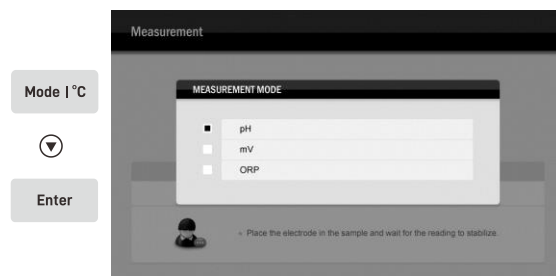 Measurement
Mode | °C
MEASUREMENT MODE
pH
mV
ORP
Enter
Place the electrode in the sample and wait for the reading to stabilize.